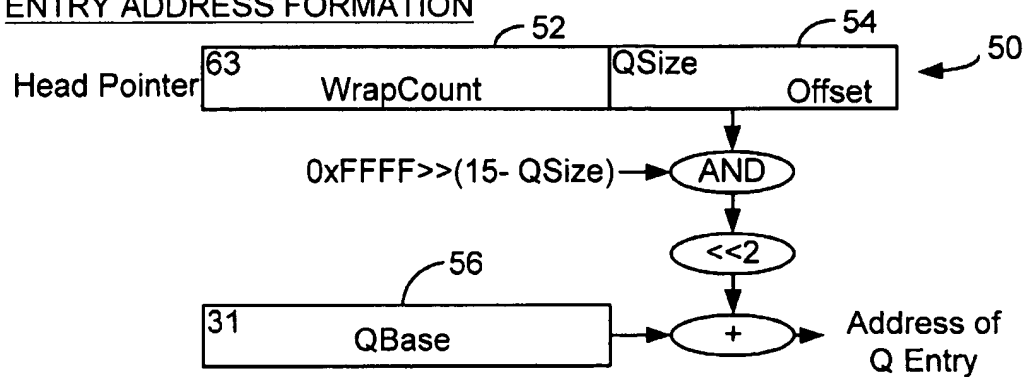 ENTRY ADDRESS FORMATION
52
54
50
Head Pointer
63
WrapCount
QSize
Offset
0xFFFF>>(15- QSize)
AND
<<2
56
31
QBase
+
Address of
Q Entry